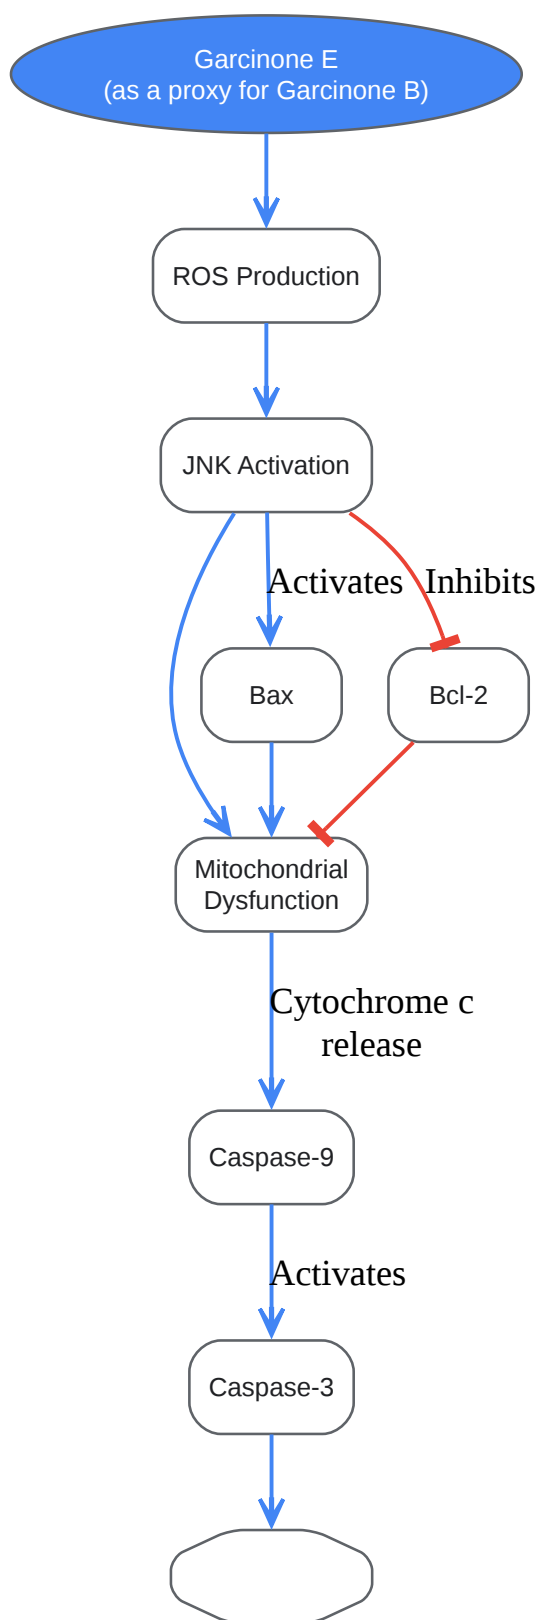 Garcinone E
(as a proxy for Garcinone B)
ROS Production
JNK Activation
Activates
Inhibits
Bax
Bcl-2
Mitochondrial
Dysfunction
Cytochrome c
release
Caspase-9
Activates
Caspase-3